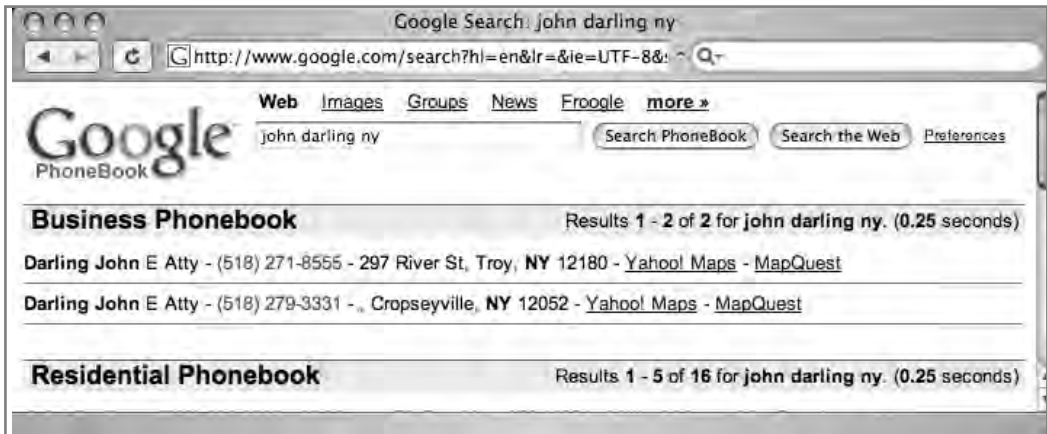 Google Search: john darling ny
G http://www.google.com/search?hl=en&lr=&ie=UTF-8&
Web Images Groups News Froogle more »
Google
PhoneBook
john darling ny Search PhoneBook Search the Web Preferences
Business Phonebook Results 1 - 2 of 2 for john darling ny. (0.25 seconds)
Darling John E Atty - (518) 271-8555 - 297 River St, Troy, NY 12180 - Yahoo! Maps - MapQuest
Darling John E Atty - (518) 279-3331 - , Cropseyville, NY 12052 - Yahoo! Maps - MapQuest
Residential Phonebook Results 1 - 5 of 16 for john darling ny. (0.25 seconds)